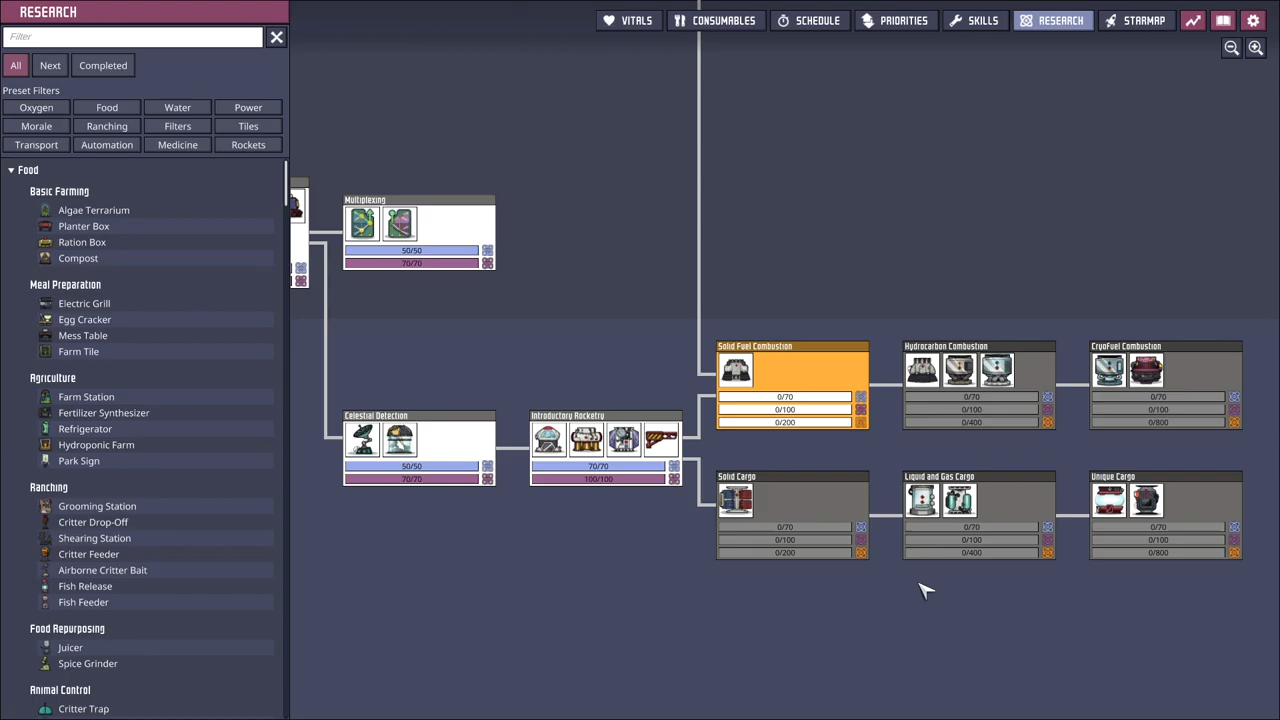 RESEARCH
VITALS
CONSUMABLES
SCHEDULE
PRIORITIES
SKILLS
RESEARCH
STARMAP
Filter
All
Next
Completed
Preset Filters
Oxygen
Food
Water
Power
Morale
Ranching
Filters
Tiles
Transport
Automation
Medicine
Rockets
Food
Basic Farming
Algae Terrarium
Planter Box
Ration Box
Compost
Meal Preparation
Electric Grill
Egg Cracker
Mess Table
Farm Tile
Agriculture
Farm Station
Fertilizer Synthesizer
Refrigerator
Hydroponic Farm
Park Sign
Ranching
Grooming Station
Critter Drop-Off
Shearing Station
Critter Feeder
Airborne Critter Bait
Fish Release
Fish Feeder
Food Repurposing
Juicer
Spice Grinder
Animal Control
Critter Trap
Multiplexing
50/50
70/70
Celestial Detection
50/50
70/70
Introductory Rocketry
70/70
100/100
Solid Fuel Combustion
0/70
0/100
0/200
Hydrocarbon Combustion
0/70
0/100
0/400
CryoFuel Combustion
0/70
0/100
0/800
Solid Cargo
0/70
0/100
0/200
Liquid and Gas Cargo
0/70
0/100
0/400
Unique Cargo
0/70
0/100
0/800